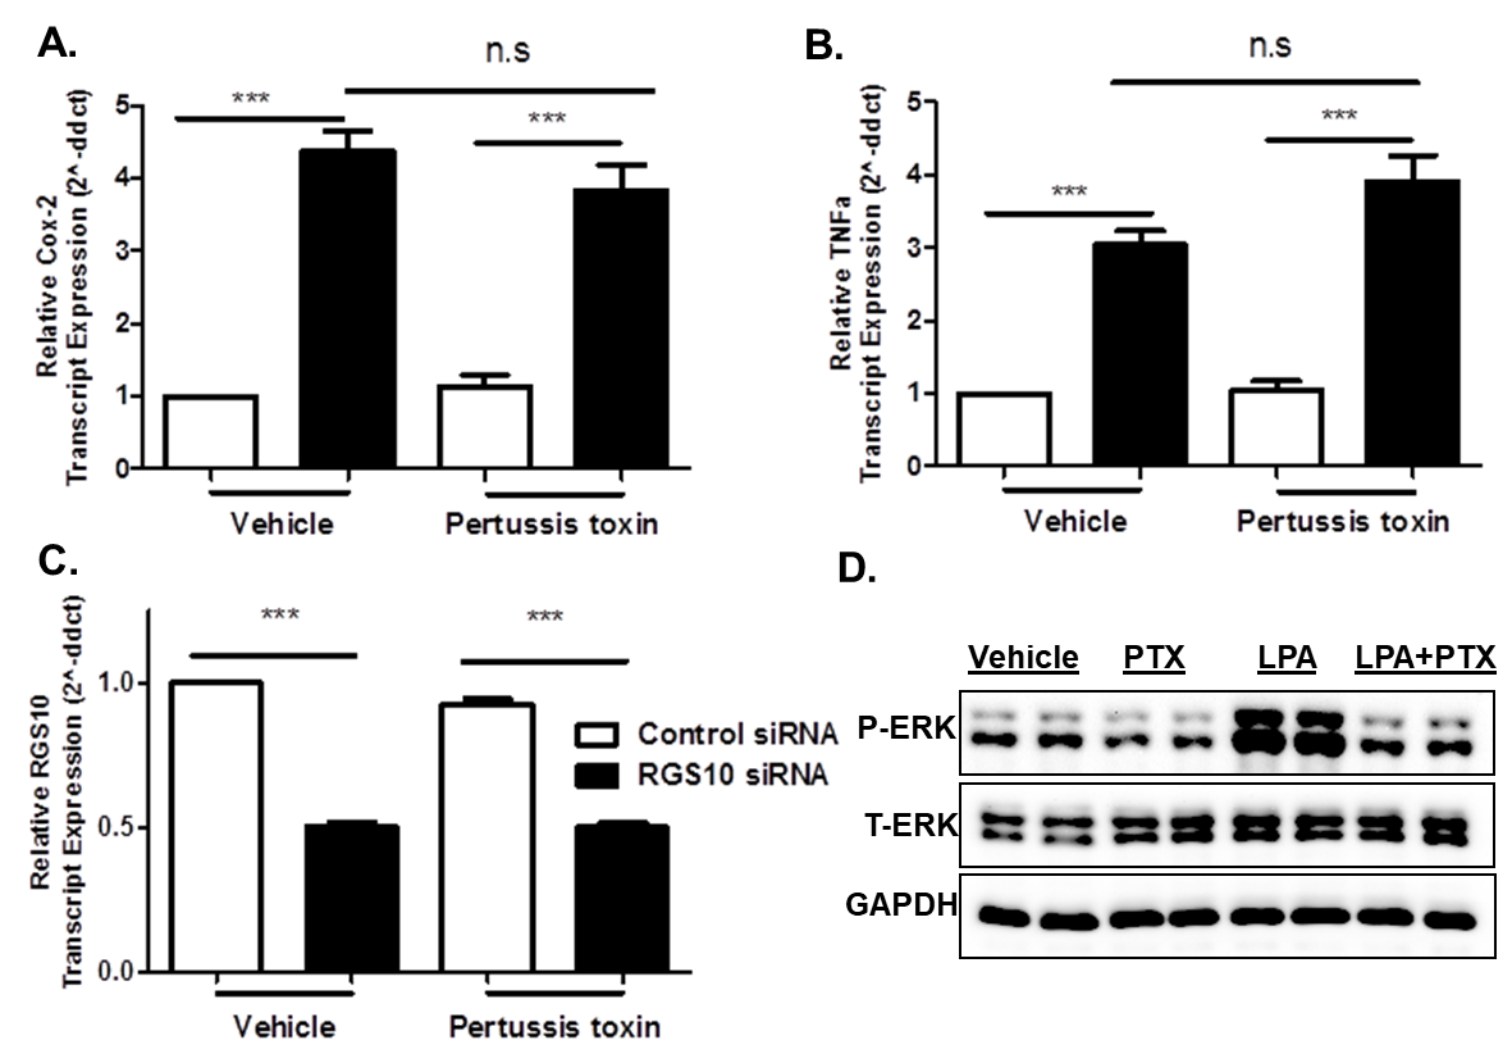 A.
n.s
***
***
Relative Cox-2
Transcript Expression (2^-ddct)
5
4
3
2
1
0
Vehicle
Pertussis toxin
B.
n.s
***
***
Relative TNFa
Transcript Expression (2^-ddct)
5
4
3
2
1
0
Vehicle
Pertussis toxin
C.
***
***
Relative RGS10
Transcript Expression (2^-ddct)
1.0
0.5
0.0
Control siRNA
RGS10 siRNA
Vehicle
Pertussis toxin
D.
Vehicle PTX LPA LPA+PTX
P-ERK
T-ERK
GAPDH